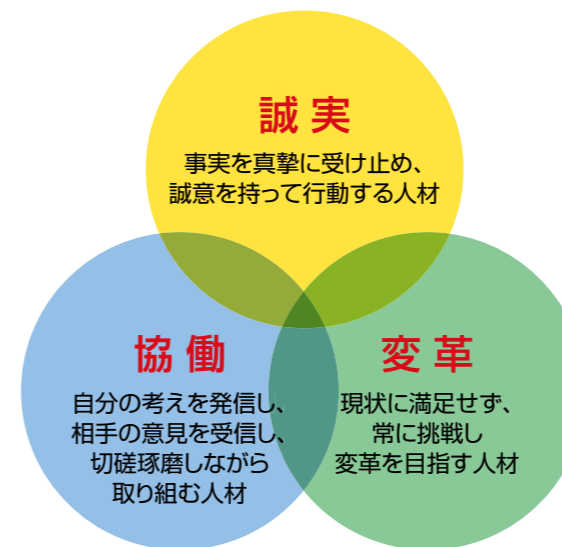 誠実
事実を真摯に受け止め、
誠意を持って行動する人材
協働
自分の考えを発信し、
相手の意見を受信し、
切磋琢磨しながら
取り組む人材
変革
現状に満足せず、
常に挑戦し
変革を目指す人材